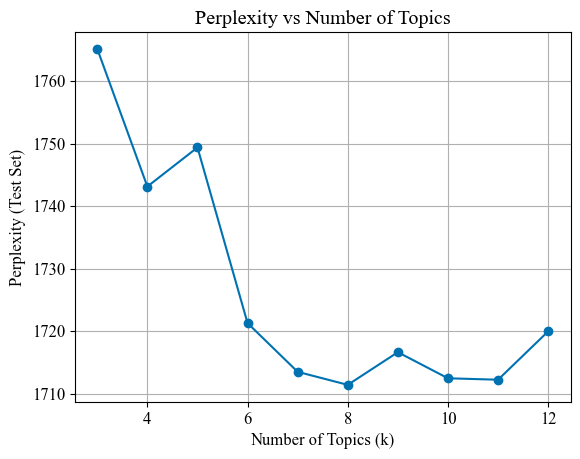 Perplexity vs Number of Topics
Perplexity (Test Set)
1760
1750
1740
1730
1720
1710
4 6 8 10 12
Number of Topics (k)